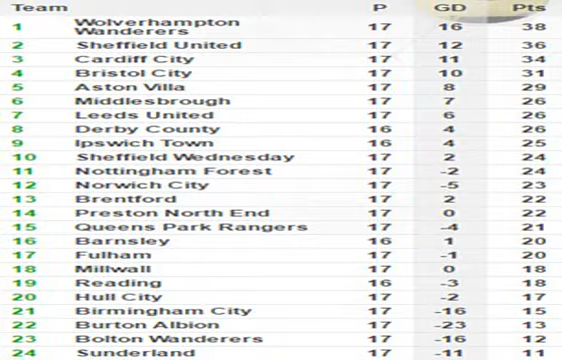 Team P GD Pts
1 Wolverhampton Wanderers 17 16 38
2 Sheffield United 17 12 36
3 Cardiff City 17 11 34
4 Bristol City 17 10 31
5 Aston Villa 17 8 29
6 Middlesbrough 17 7 26
7 Leeds United 17 6 26
8 Derby County 16 4 26
9 Ipswich Town 16 4 25
10 Sheffield Wednesday 17 2 24
11 Nottingham Forest 17 -2 24
12 Norwich City 17 -5 23
13 Brentford 17 2 22
14 Preston North End 17 0 22
15 Queens Park Rangers 17 -4 21
16 Barnsley 16 1 20
17 Fulham 17 -1 20
18 Millwall 17 0 18
19 Reading 16 -3 18
20 Hull City 17 -2 17
21 Birmingham City 17 -16 15
22 Burton Albion 17 -23 13
23 Bolton Wanderers 17 -16 12
24 Sunderland 17 -11 11